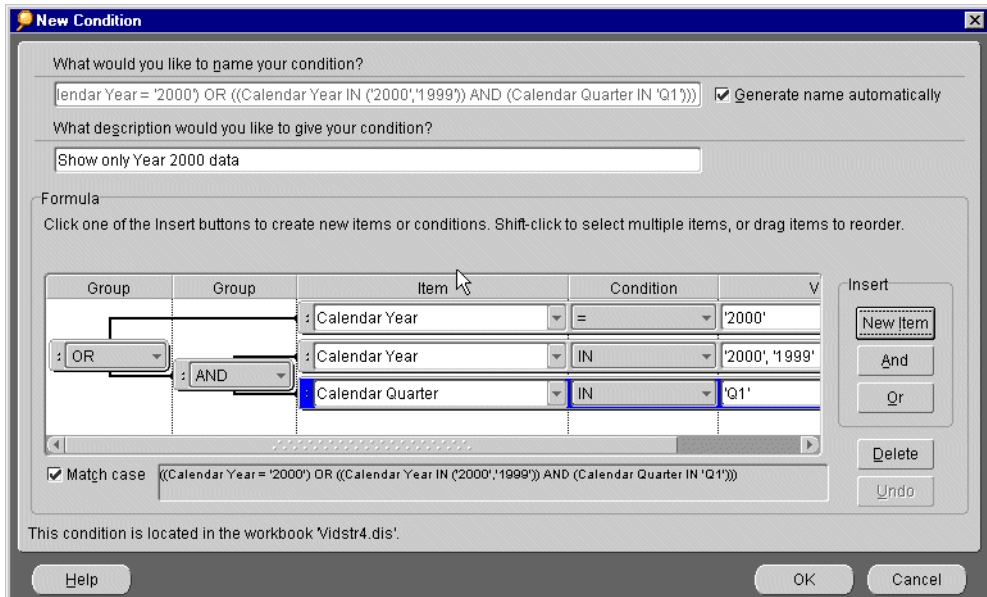 New Condition
What would you like to name your condition?
lendar Year = '2000') OR ((Calendar Year IN ('2000','1999')) AND (Calendar Quarter IN 'Q1')))
Generate name automatically
What description would you like to give your condition?
Show only Year 2000 data
Formula
Click one of the Insert buttons to create new items or conditions. Shift-click to select multiple items, or drag items to reorder.
Group Group Item Condition V
Calendar Year = '2000'
OR
Calendar Year IN '2000', '1999'
AND
Calendar Quarter IN 'Q1'
Insert
New Item
And
Or
Delete
Undo
Match case
((Calendar Year = '2000') OR ((Calendar Year IN ('2000','1999')) AND (Calendar Quarter IN 'Q1')))
This condition is located in the workbook 'Vidstr4.dis'.
Help OK Cancel